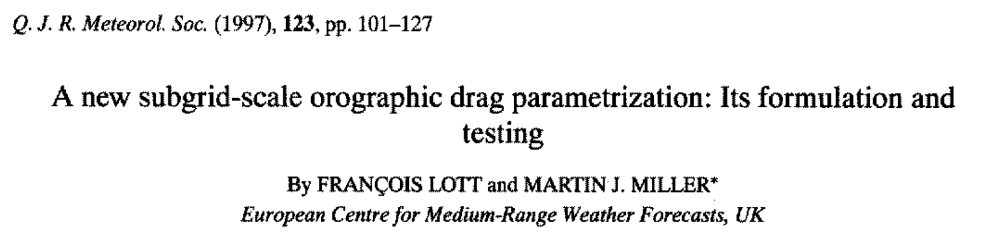 Q. J. R. Meteorol. Soc. (1997), 123, pp. 101–127
A new subgrid-scale orographic drag parametrization: Its formulation and
testing
By FRANÇOIS LOTT and MARTIN J. MILLER*
European Centre for Medium-Range Weather Forecasts, UK